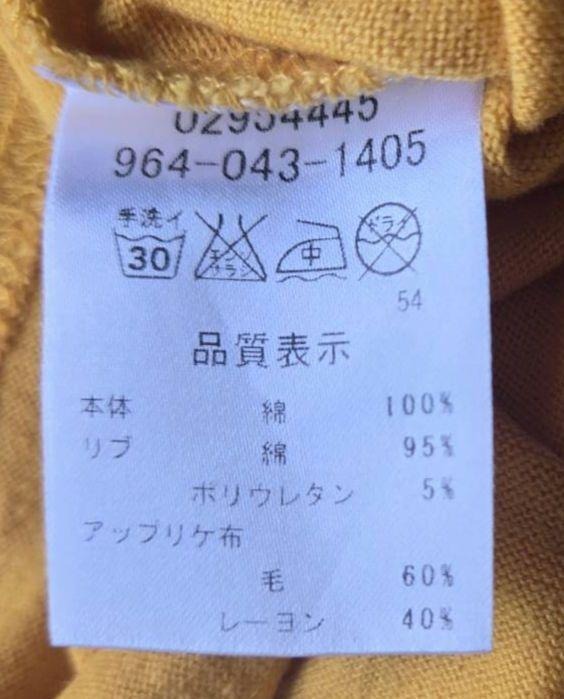 02954445
964-043-1405
手洗イ
30
エンソ
サラシ
中
ドライ
54
品質表示
本体 綿 100%
リブ 綿 95%
ポリウレタン 5%
アップリケ布
毛 60%
レーヨン 40%